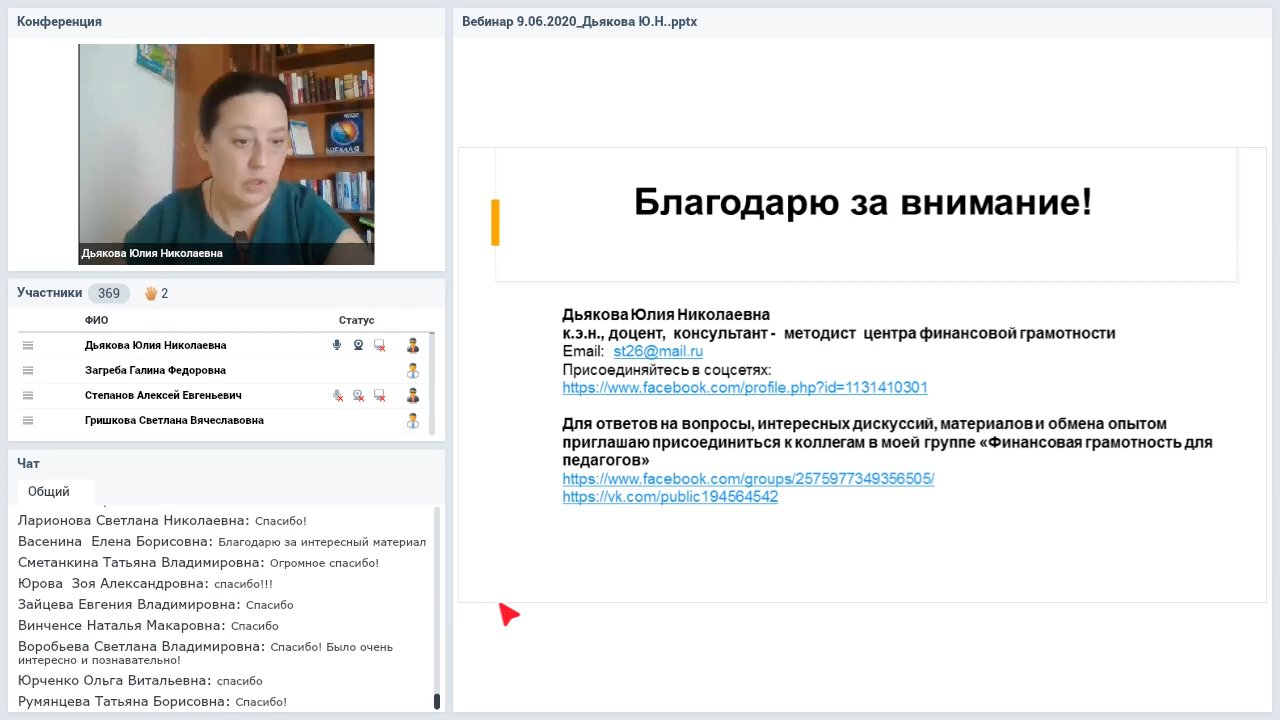 Конференция
Дьякова Юлия Николаевна
Участники 369 2
ФИО Статус
Дьякова Юлия Николаевна
Загреба Галина Федоровна
Степанов Алексей Евгеньевич
Гришкова Светлана Вячеславовна
Чат
Общий
Ларионова Светлана Николаевна: Спасибо!
Васенина Елена Борисовна: Благодарю за интересный материал
Сметанкина Татьяна Владимировна: Огромное спасибо!
Юрова Зоя Александровна: спасибо!!!
Зайцева Евгения Владимировна: Спасибо
Винченсе Наталья Макаровна: Спасибо
Воробьева Светлана Владимировна: Спасибо! Было очень
интересно и познавательно!
Юрченко Ольга Витальевна: спасибо
Румянцева Татьяна Борисовна: Спасибо!
Вебинар 9.06.2020_Дьякова Ю.Н..pptx
Благодарю за внимание!
Дьякова Юлия Николаевна
к.э.н., доцент, консультант - методист центра финансовой грамотности
Email: st26@mail.ru
Присоединяйтесь в соцсетях:
https://www.facebook.com/profile.php?id=1131410301
Для ответов на вопросы, интересных дискуссий, материалов и обмена опытом
приглашаю присоединиться к коллегам в моей группе «Финансовая грамотность для
педагогов»
https://www.facebook.com/groups/2575977349356505/
https://vk.com/public194564542